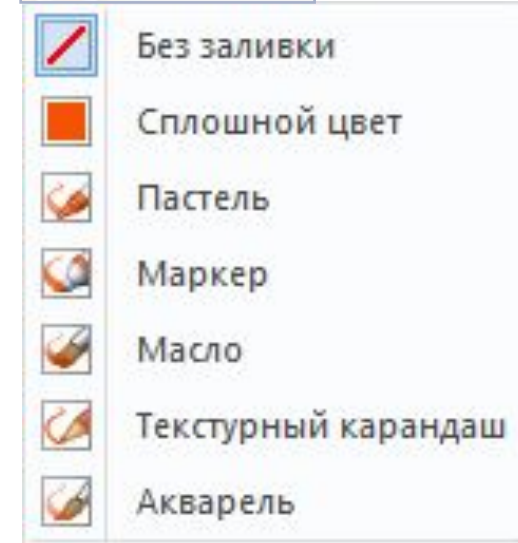 Без заливки
Сплошной цвет
Пастель
Маркер
Масло
Текстурный карандаш
Акварель